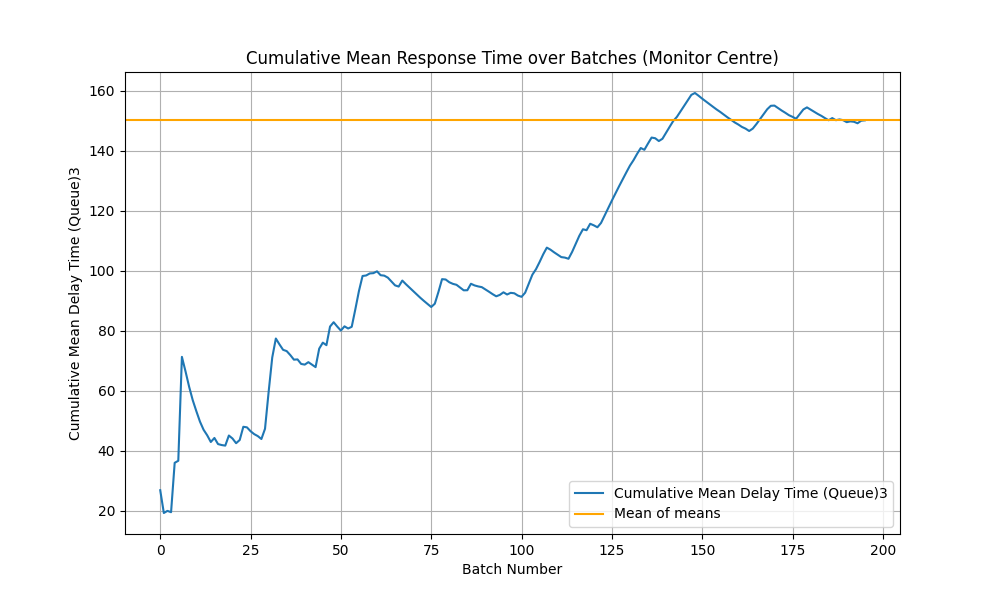 Cumulative Mean Response Time over Batches (Monitor Centre)
Cumulative Mean Delay Time (Queue)3
160
140
120
100
80
60
40
20
0 25 50 75 100 125 150 175 200
Batch Number
Cumulative Mean Delay Time (Queue)3
Mean of means